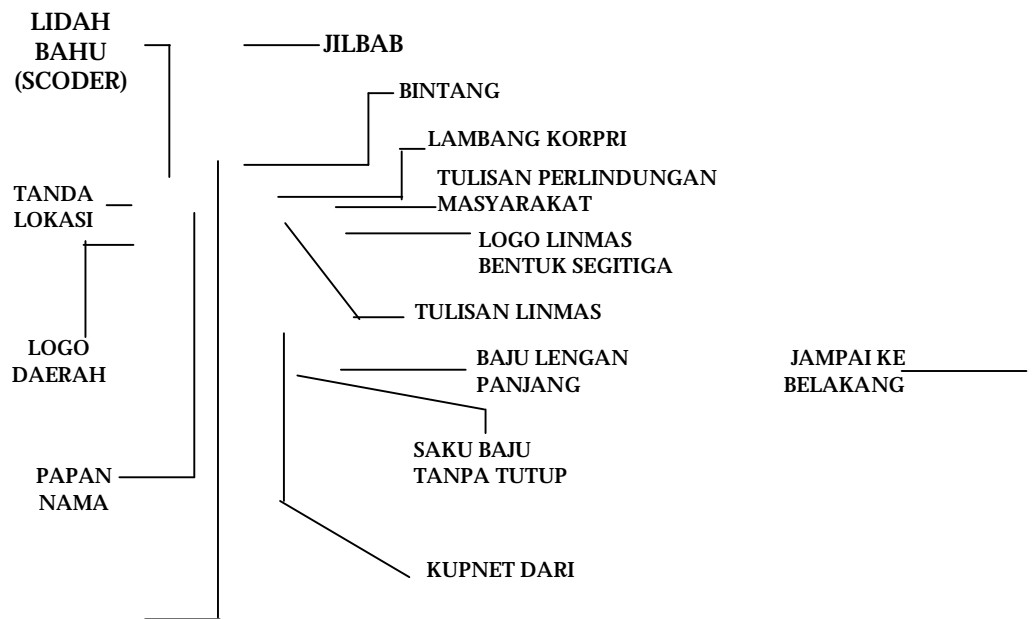 LIDAH
BAHU
(SCODER)
JILBAB
BINTANG
LAMBANG KORPRI
TULISAN PERLINDUNGAN
MASYARAKAT
TANDA
LOKASI
LOGO LINMAS
BENTUK SEGITIGA
TULISAN LINMAS
LOGO
DAERAH
BAJU LENGAN
PANJANG
JAMPAI KE
BELAKANG
SAKU BAJU
TANPA TUTUP
PAPAN
NAMA
KUPNET DARI